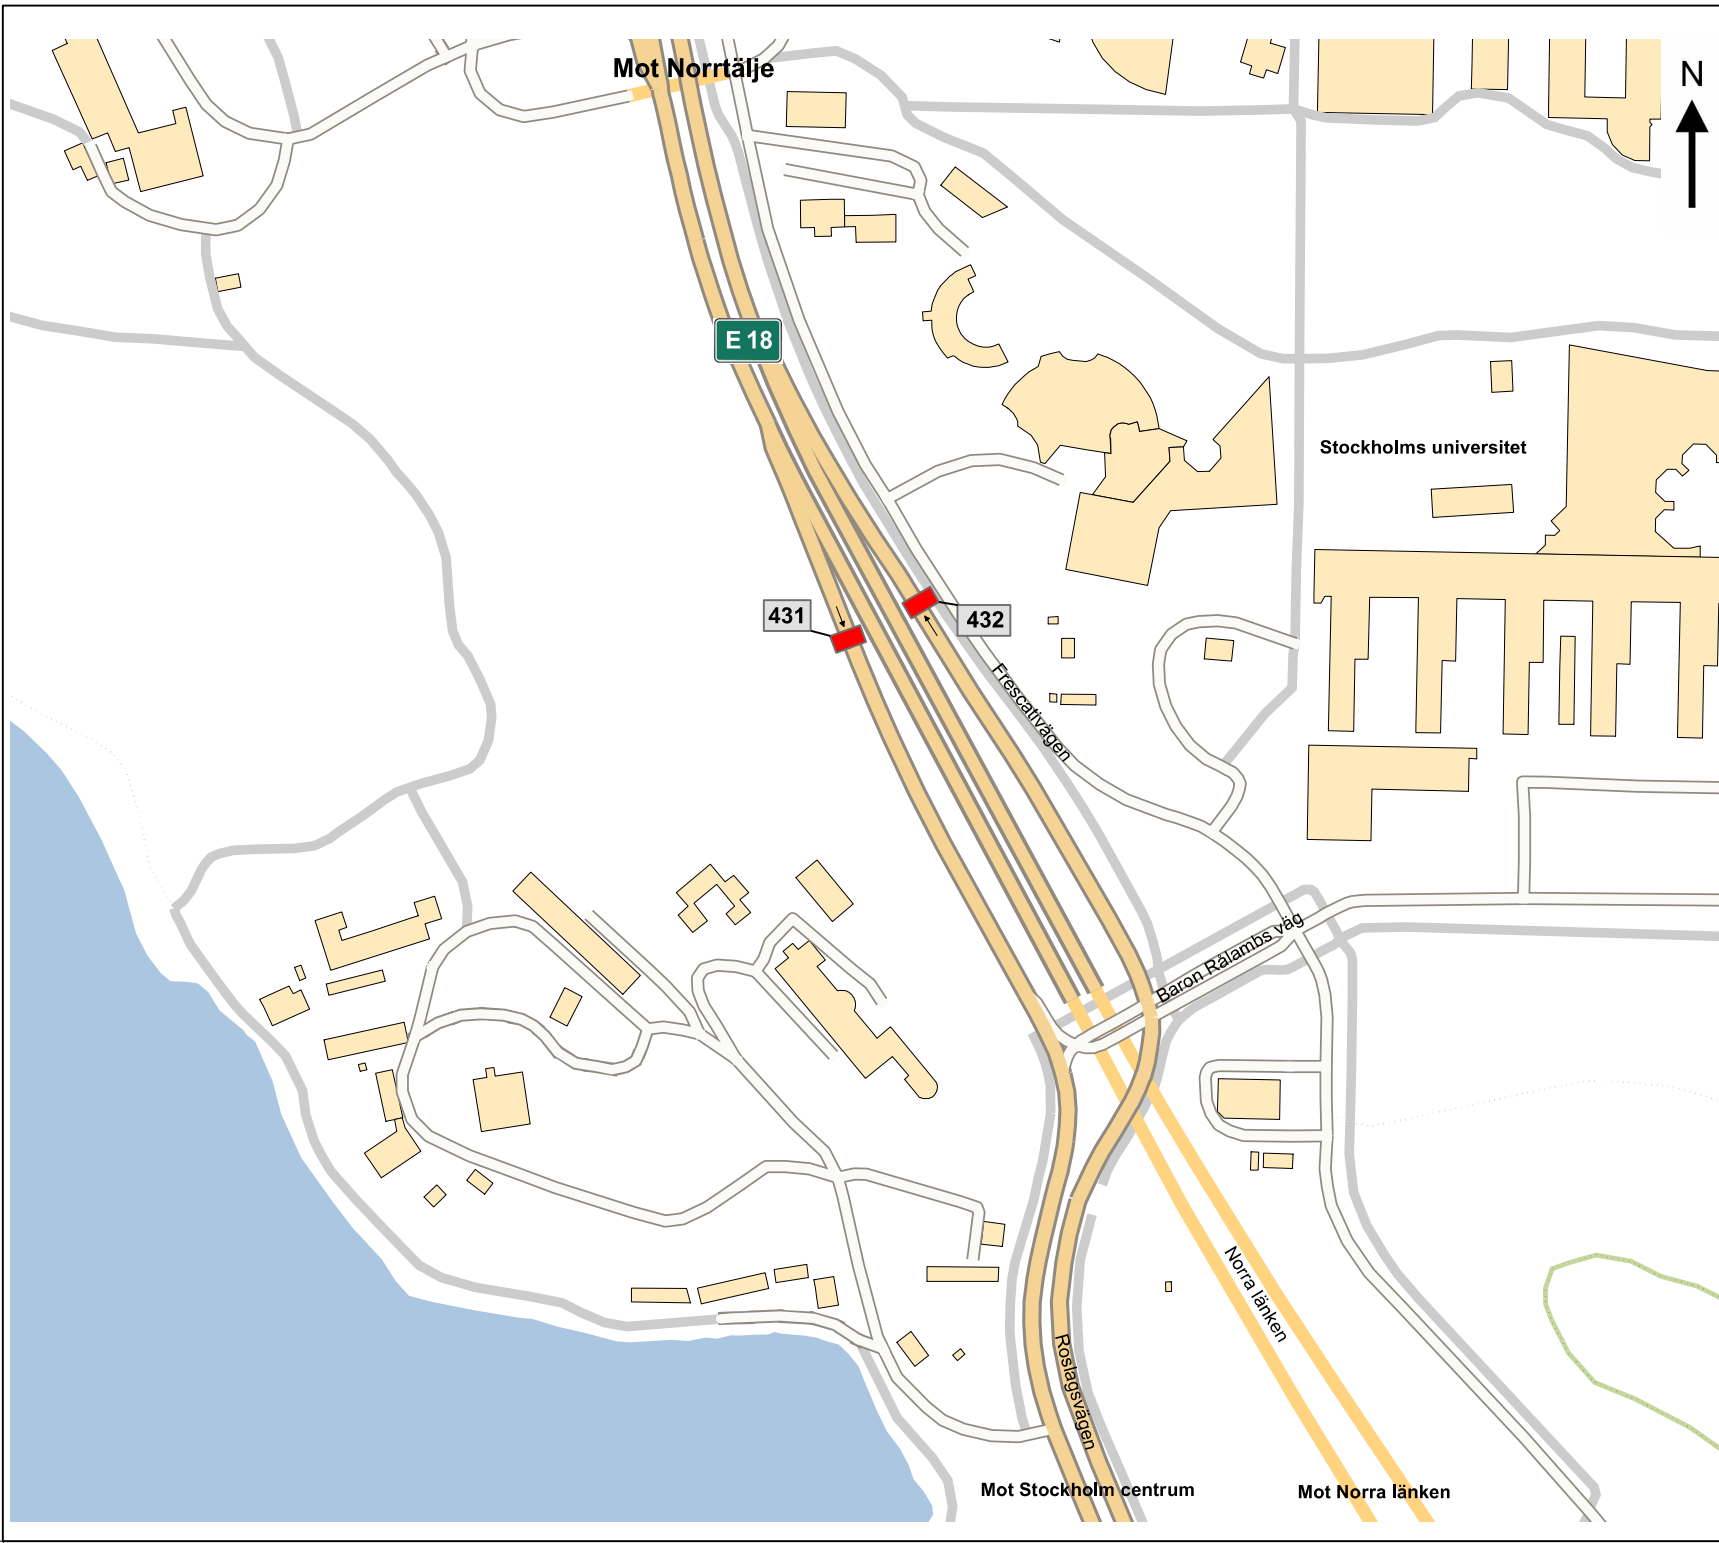 Mot Norrtälje
N
E 18
Stockholms universitet
431
432
Frescativägen
Baron Rålambs väg
Norra länken
Roslagsvägen
Mot Stockholm centrum
Mot Norra länken